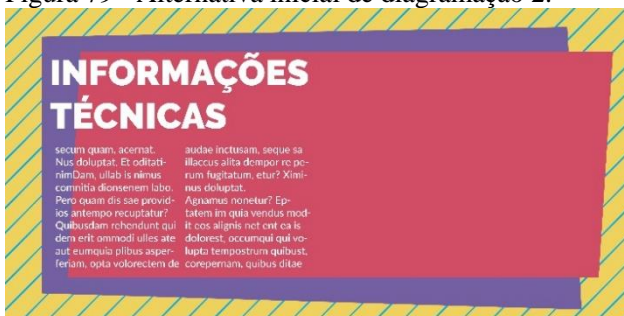 Figura 79 - Alternativa inicial de diagramação 2.
INFORMAÇÕES
TÉCNICAS
secum quam, acernat.
Nus doluptat. Et oditati-
nimDam, ullab is nimus
comnitia dionsenem labo.
Pero quam dis sae provid-
ios antempo recuptatur?
Quibusdam rehendunt qui
dem erit ommodi ulles ate
aut eumquia plibus asper-
feriam, opta volorectem de
audae inctusam, seque sa
illaccus alita dempor re pe-
rum fugitatum, etur? Ximi-
nus doluptat.
Agnamus nonetur? Ep-
tatem im quia vendus mod-
it eos alignis net ent ea is
dolorest, occumqui qui vo-
lupta tempostrum quibust,
corepernam, quibus ditae